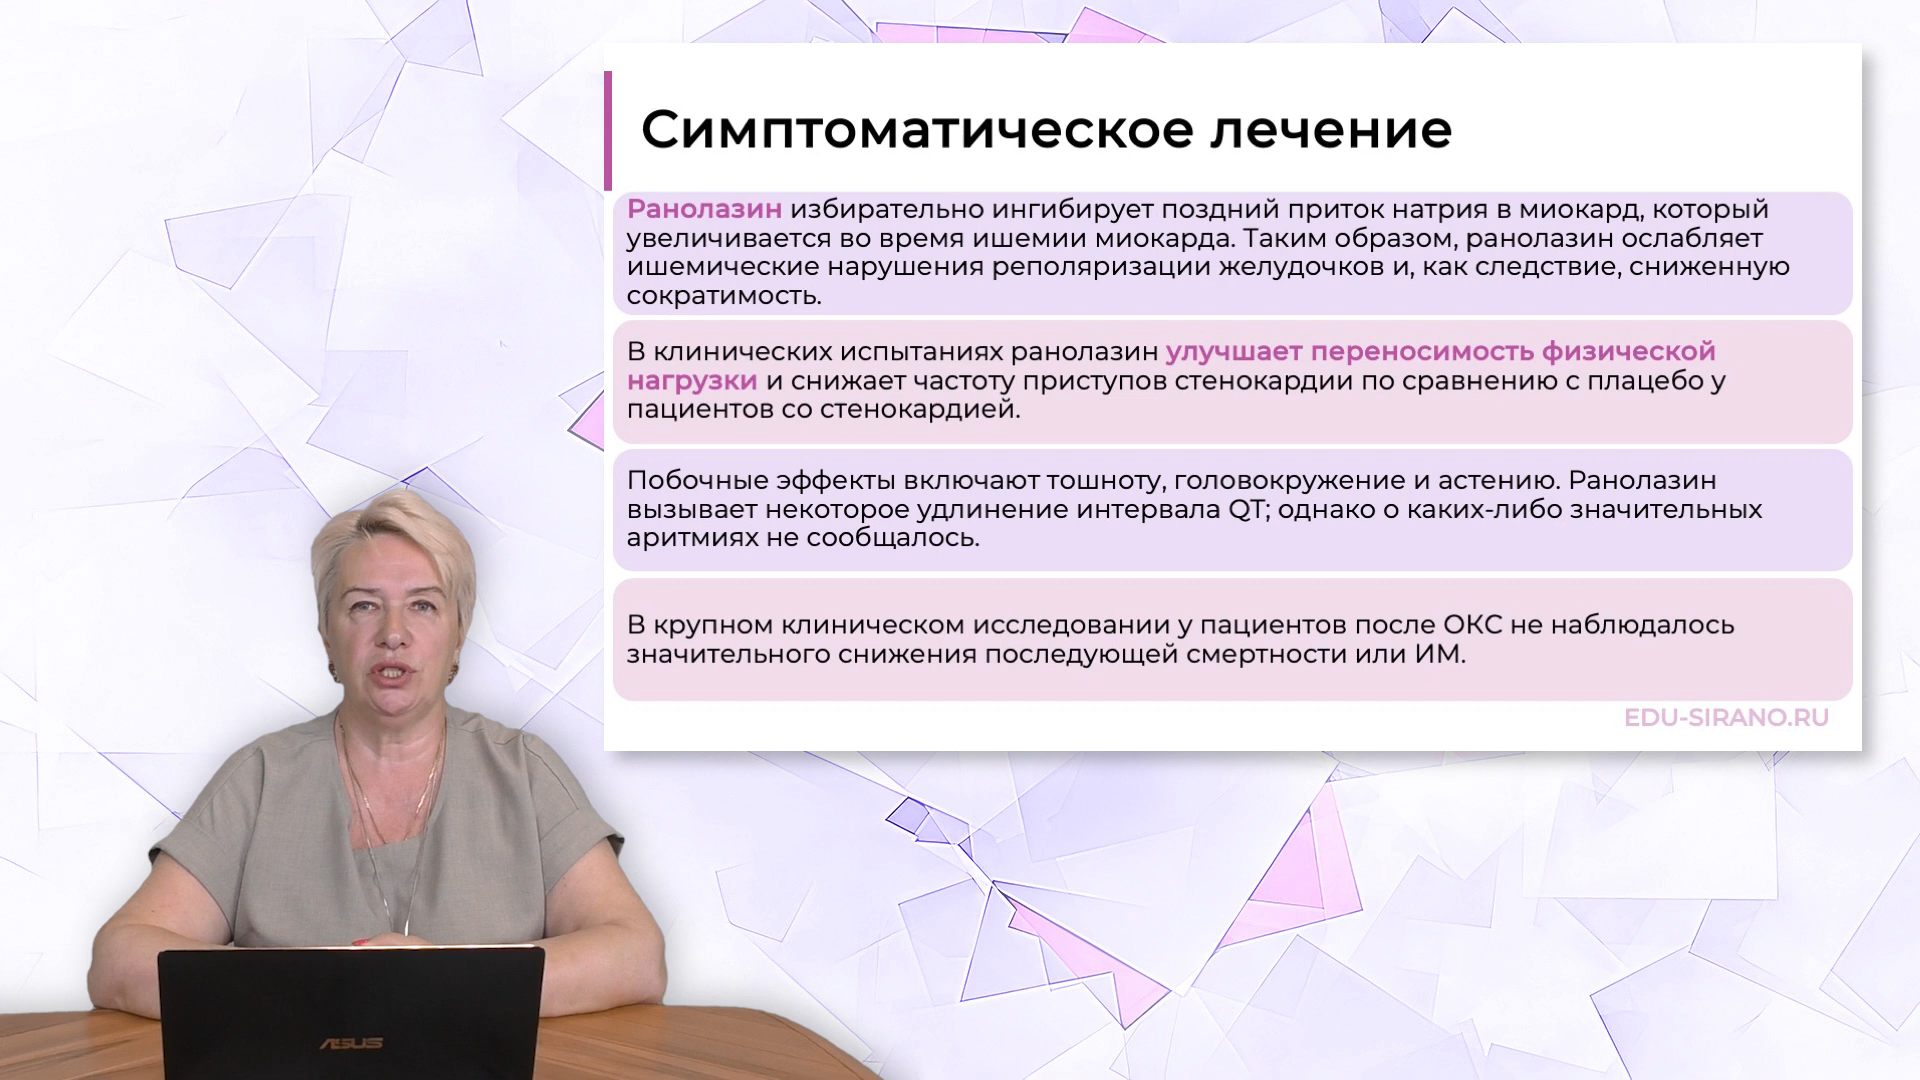 Симптоматическое лечение
Ранолазин избирательно ингибирует поздний приток натрия в миокард, который
увеличивается во время ишемии миокарда. Таким образом, ранолазин ослабляет
ишемические нарушения реполяризации желудочков и, как следствие, сниженную
сократимость.
В клинических испытаниях ранолазин улучшает переносимость физической
нагрузки и снижает частоту приступов стенокардии по сравнению с плацебо у
пациентов со стенокардией.
Побочные эффекты включают тошноту, головокружение и астению. Ранолазин
вызывает некоторое удлинение интервала QT; однако о каких-либо значительных
аритмиях не сообщалось.
В крупном клиническом исследовании у пациентов после ОКС не наблюдалось
значительного снижения последующей смертности или ИМ.
EDU-SIRANO.RU
ASUS